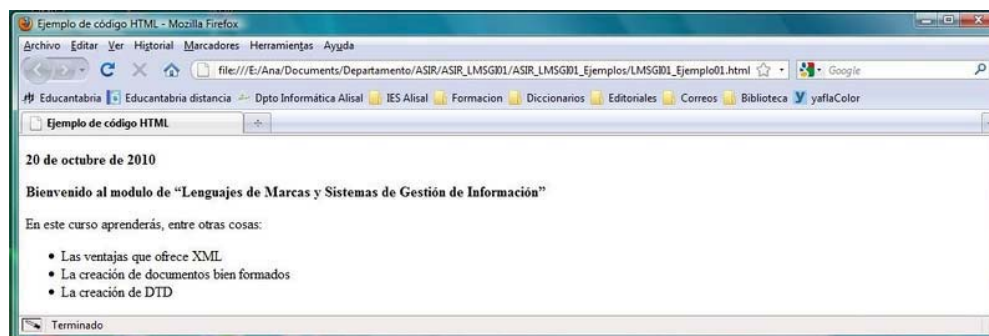 Ejemplo de código HTML - Mozilla Firefox
Archivo Editar Ver Historial Marcadores Herramientas Ayuda
file:///E:/Ana/Documents/Departamento/ASIR/ASIR_LMSGI01/ASIR_LMSGI01_Ejemplos/LMSGI01_Ejemplo01.html Google
Educantabria Educantabria distancia Dpto Informática Alisal IES Alisal Formacion Diccionarios Editoriales Correos Biblioteca yaflaColor
Ejemplo de código HTML
20 de octubre de 2010
Bienvenido al modulo de “Lenguajes de Marcas y Sistemas de Gestión de Información”
En este curso aprenderás, entre otras cosas:
• Las ventajas que ofrece XML
• La creación de documentos bien formados
• La creación de DTD
Terminado